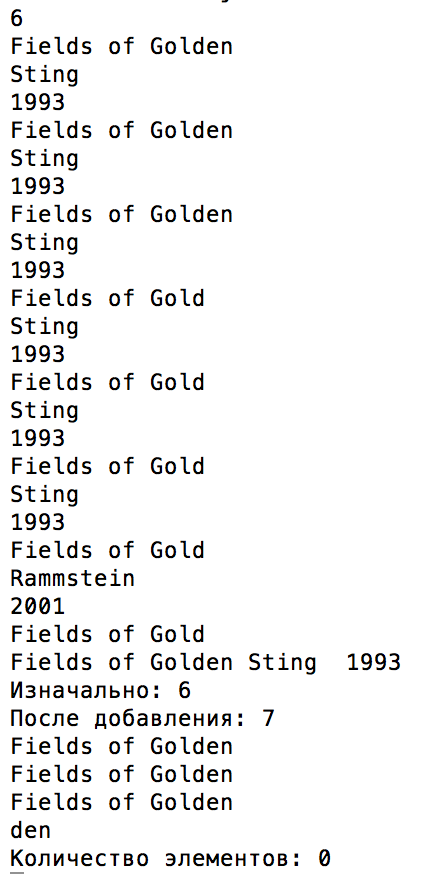 6
Fields of Golden
Sting
1993
Fields of Golden
Sting
1993
Fields of Golden
Sting
1993
Fields of Gold
Sting
1993
Fields of Gold
Sting
1993
Fields of Gold
Sting
1993
Fields of Gold
Rammstein
2001
Fields of Gold
Fields of Golden Sting  1993
Изначально: 6
После добавления: 7
Fields of Golden
Fields of Golden
Fields of Golden
den
Количество элементов: 0